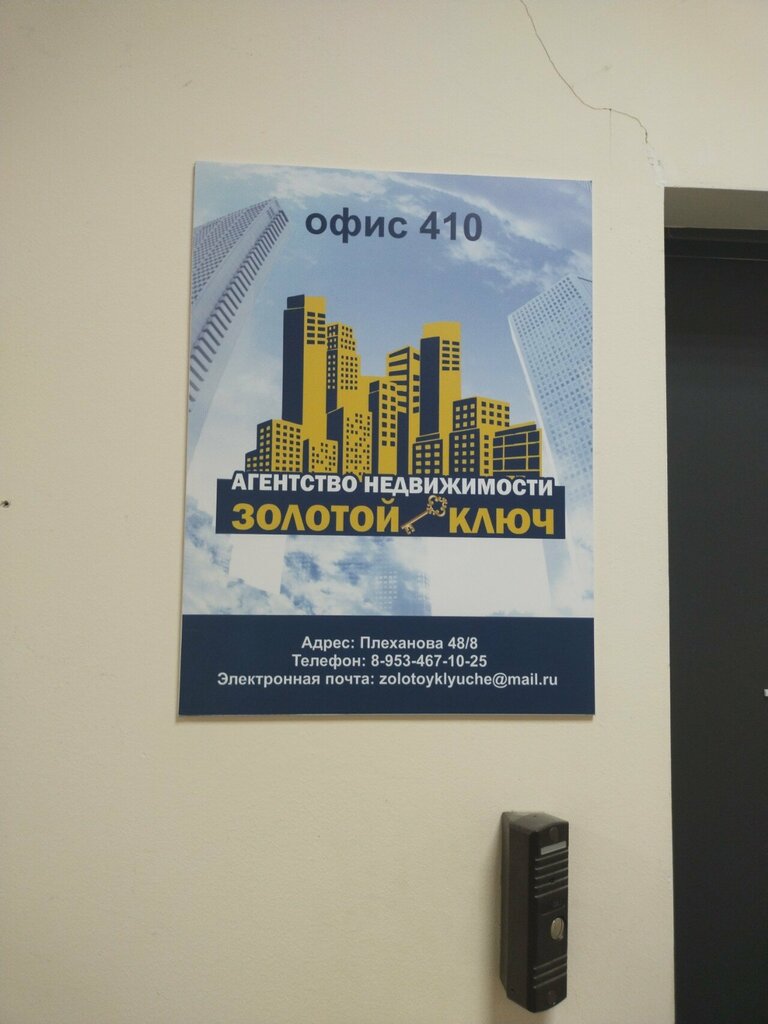 офис 410
АГЕНТСТВО НЕДВИЖИМОСТИ
ЗОЛОТОЙ КЛЮЧ
Адрес: Плеханова 48/8
Телефон: 8-953-467-10-25
Электронная почта: zolotoyklyuche@mail.ru